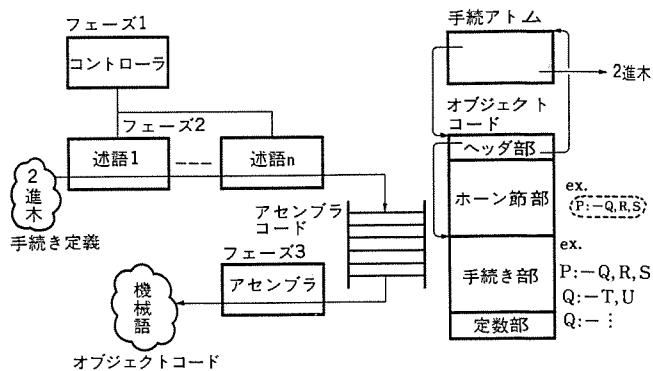 フェーズ1
コントローラ
フェーズ2
述語1
述語n
2進木
手続き定義
アセンブラ
コード
フェーズ3
アセンブラ
機械語
オブジェクトコード
手続アトム
2進木
オブジェクト
コード
ヘッダ部
ホーン節部
ex.
P:−Q,R,S
手続き部
ex.
P:−Q,R,S
Q:−T,U
Q:−⋮
定数部